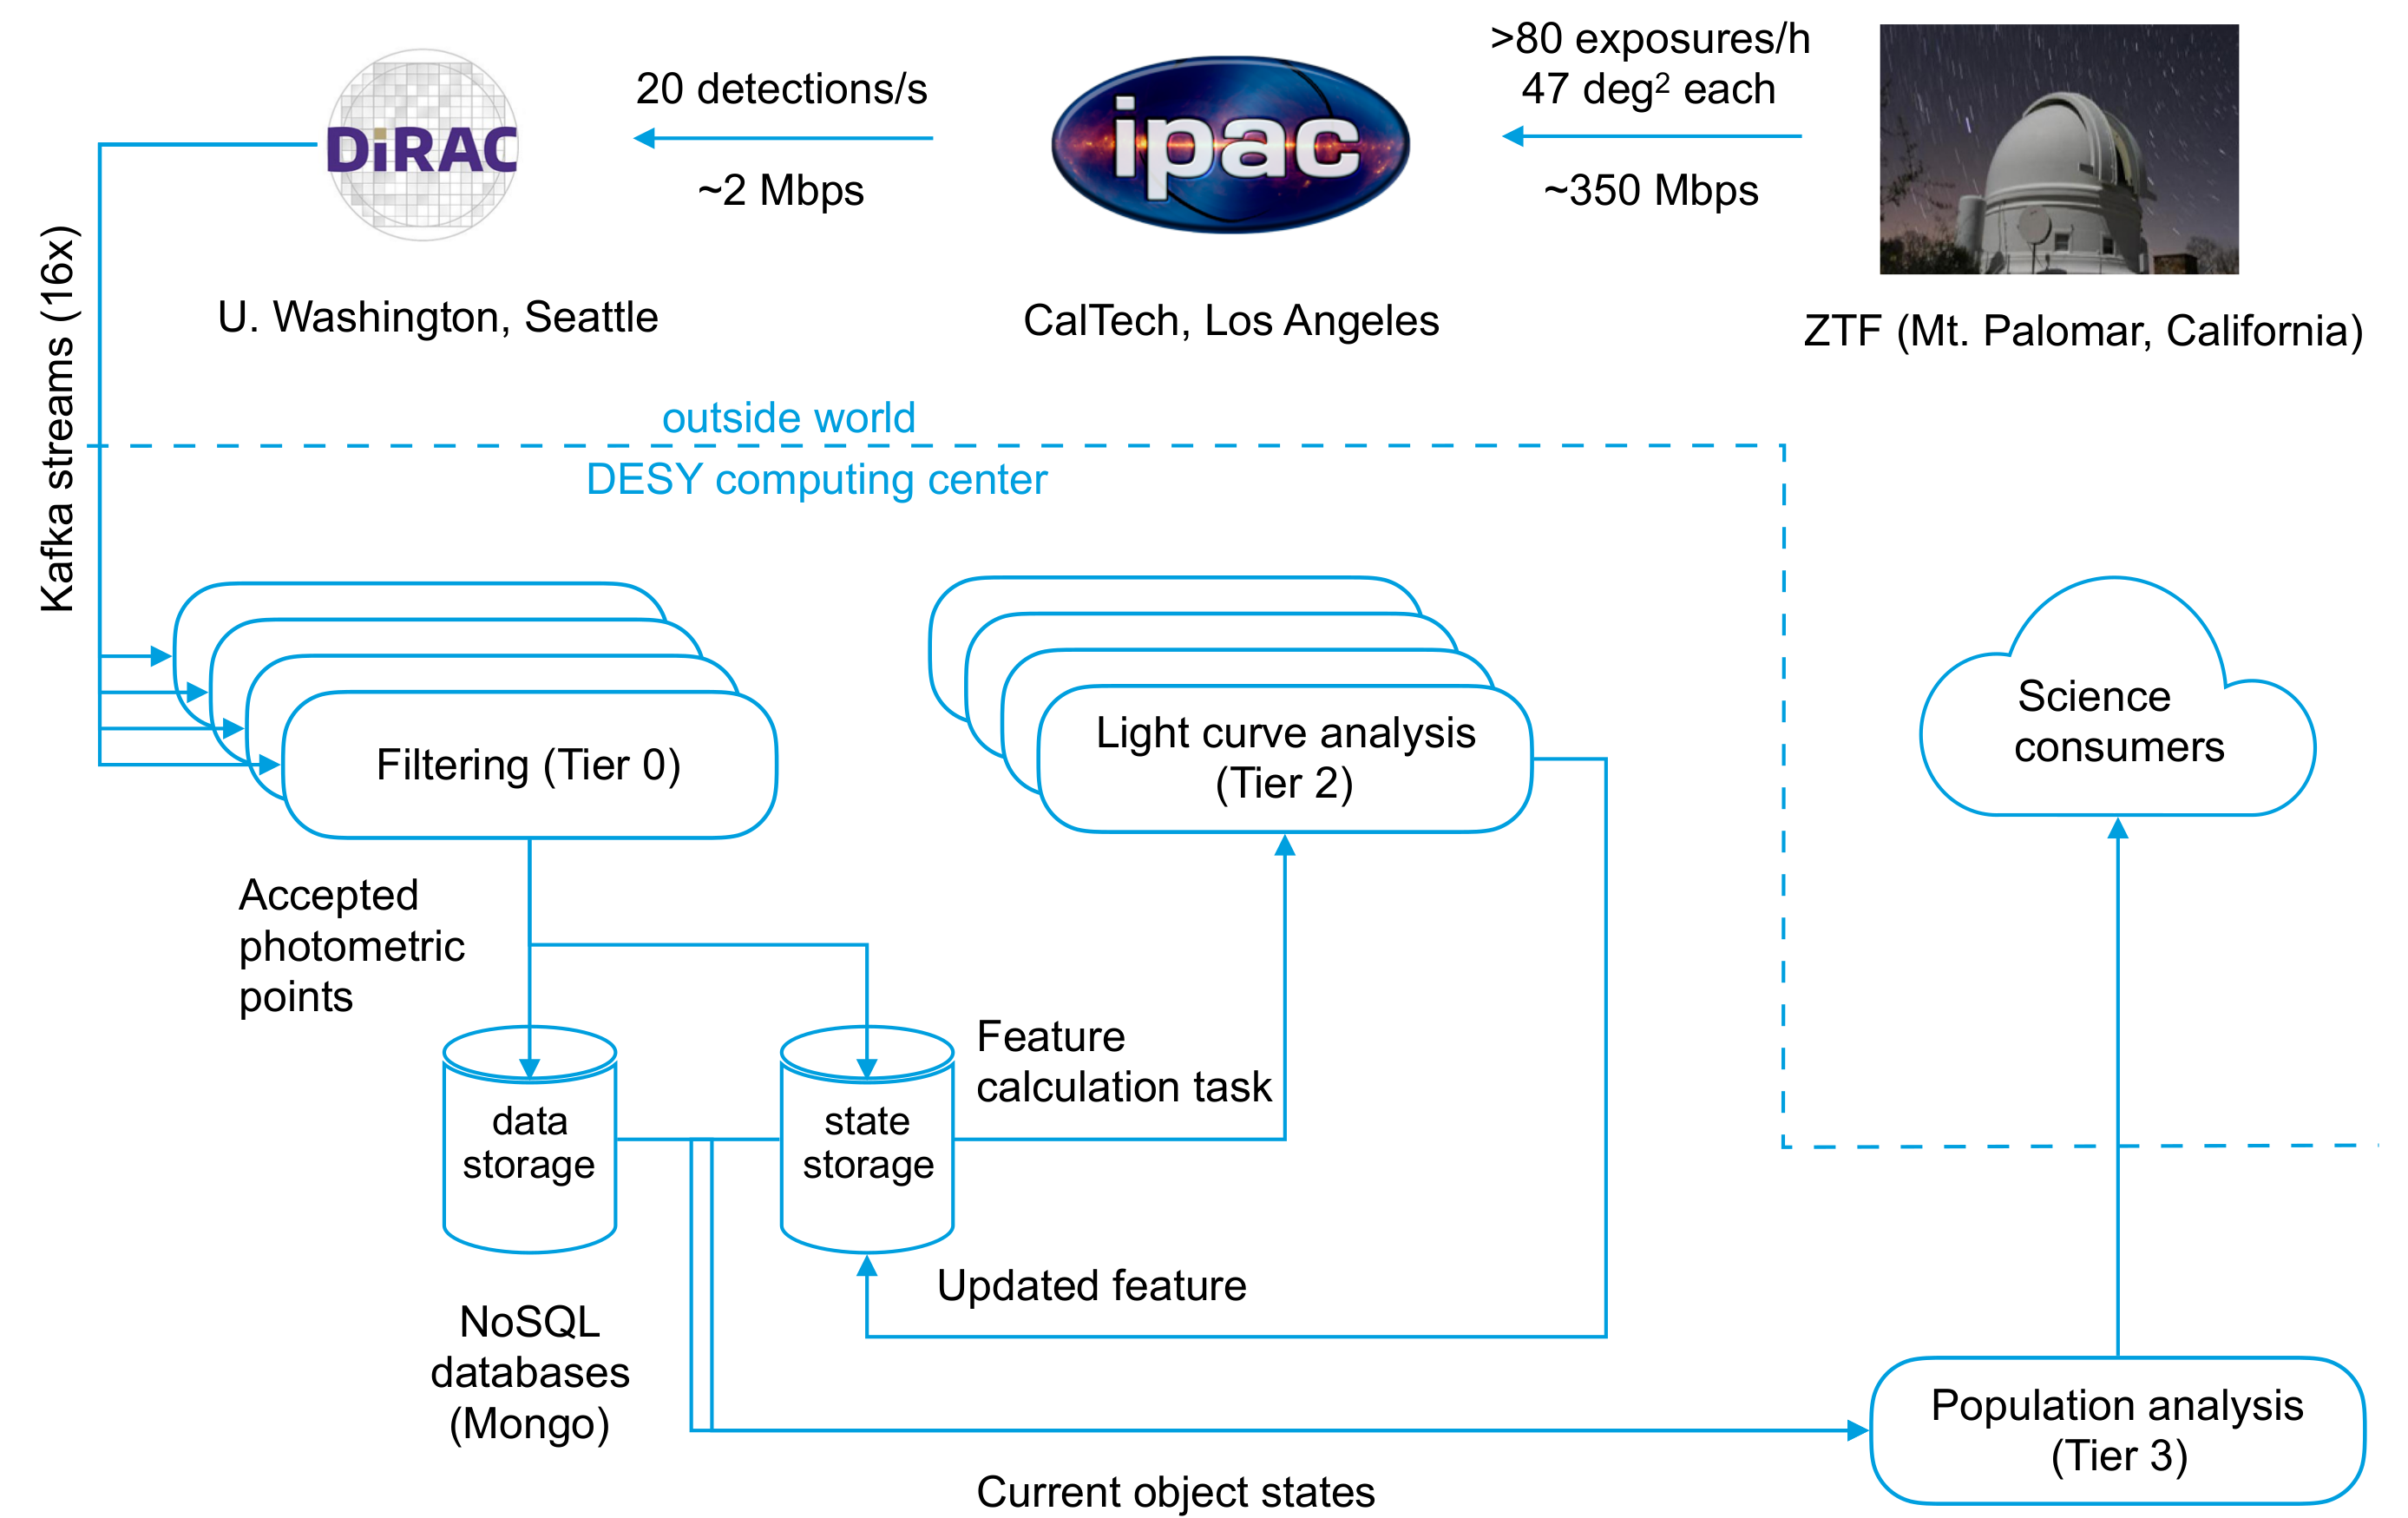 >80 exposures/h
20 detections/s
47 deg² each
DiRAC
ipac
~2 Mbps
~350 Mbps
U. Washington, Seattle
CalTech, Los Angeles
ZTF (Mt. Palomar, California)
Kafka streams (16x)
outside world
DESY computing center
Filtering (Tier 0)
Light curve analysis
(Tier 2)
Science
consumers
Accepted
photometric
points
Feature
calculation task
data
storage
state
storage
Updated feature
NoSQL
databases
(Mongo)
Population analysis
(Tier 3)
Current object states